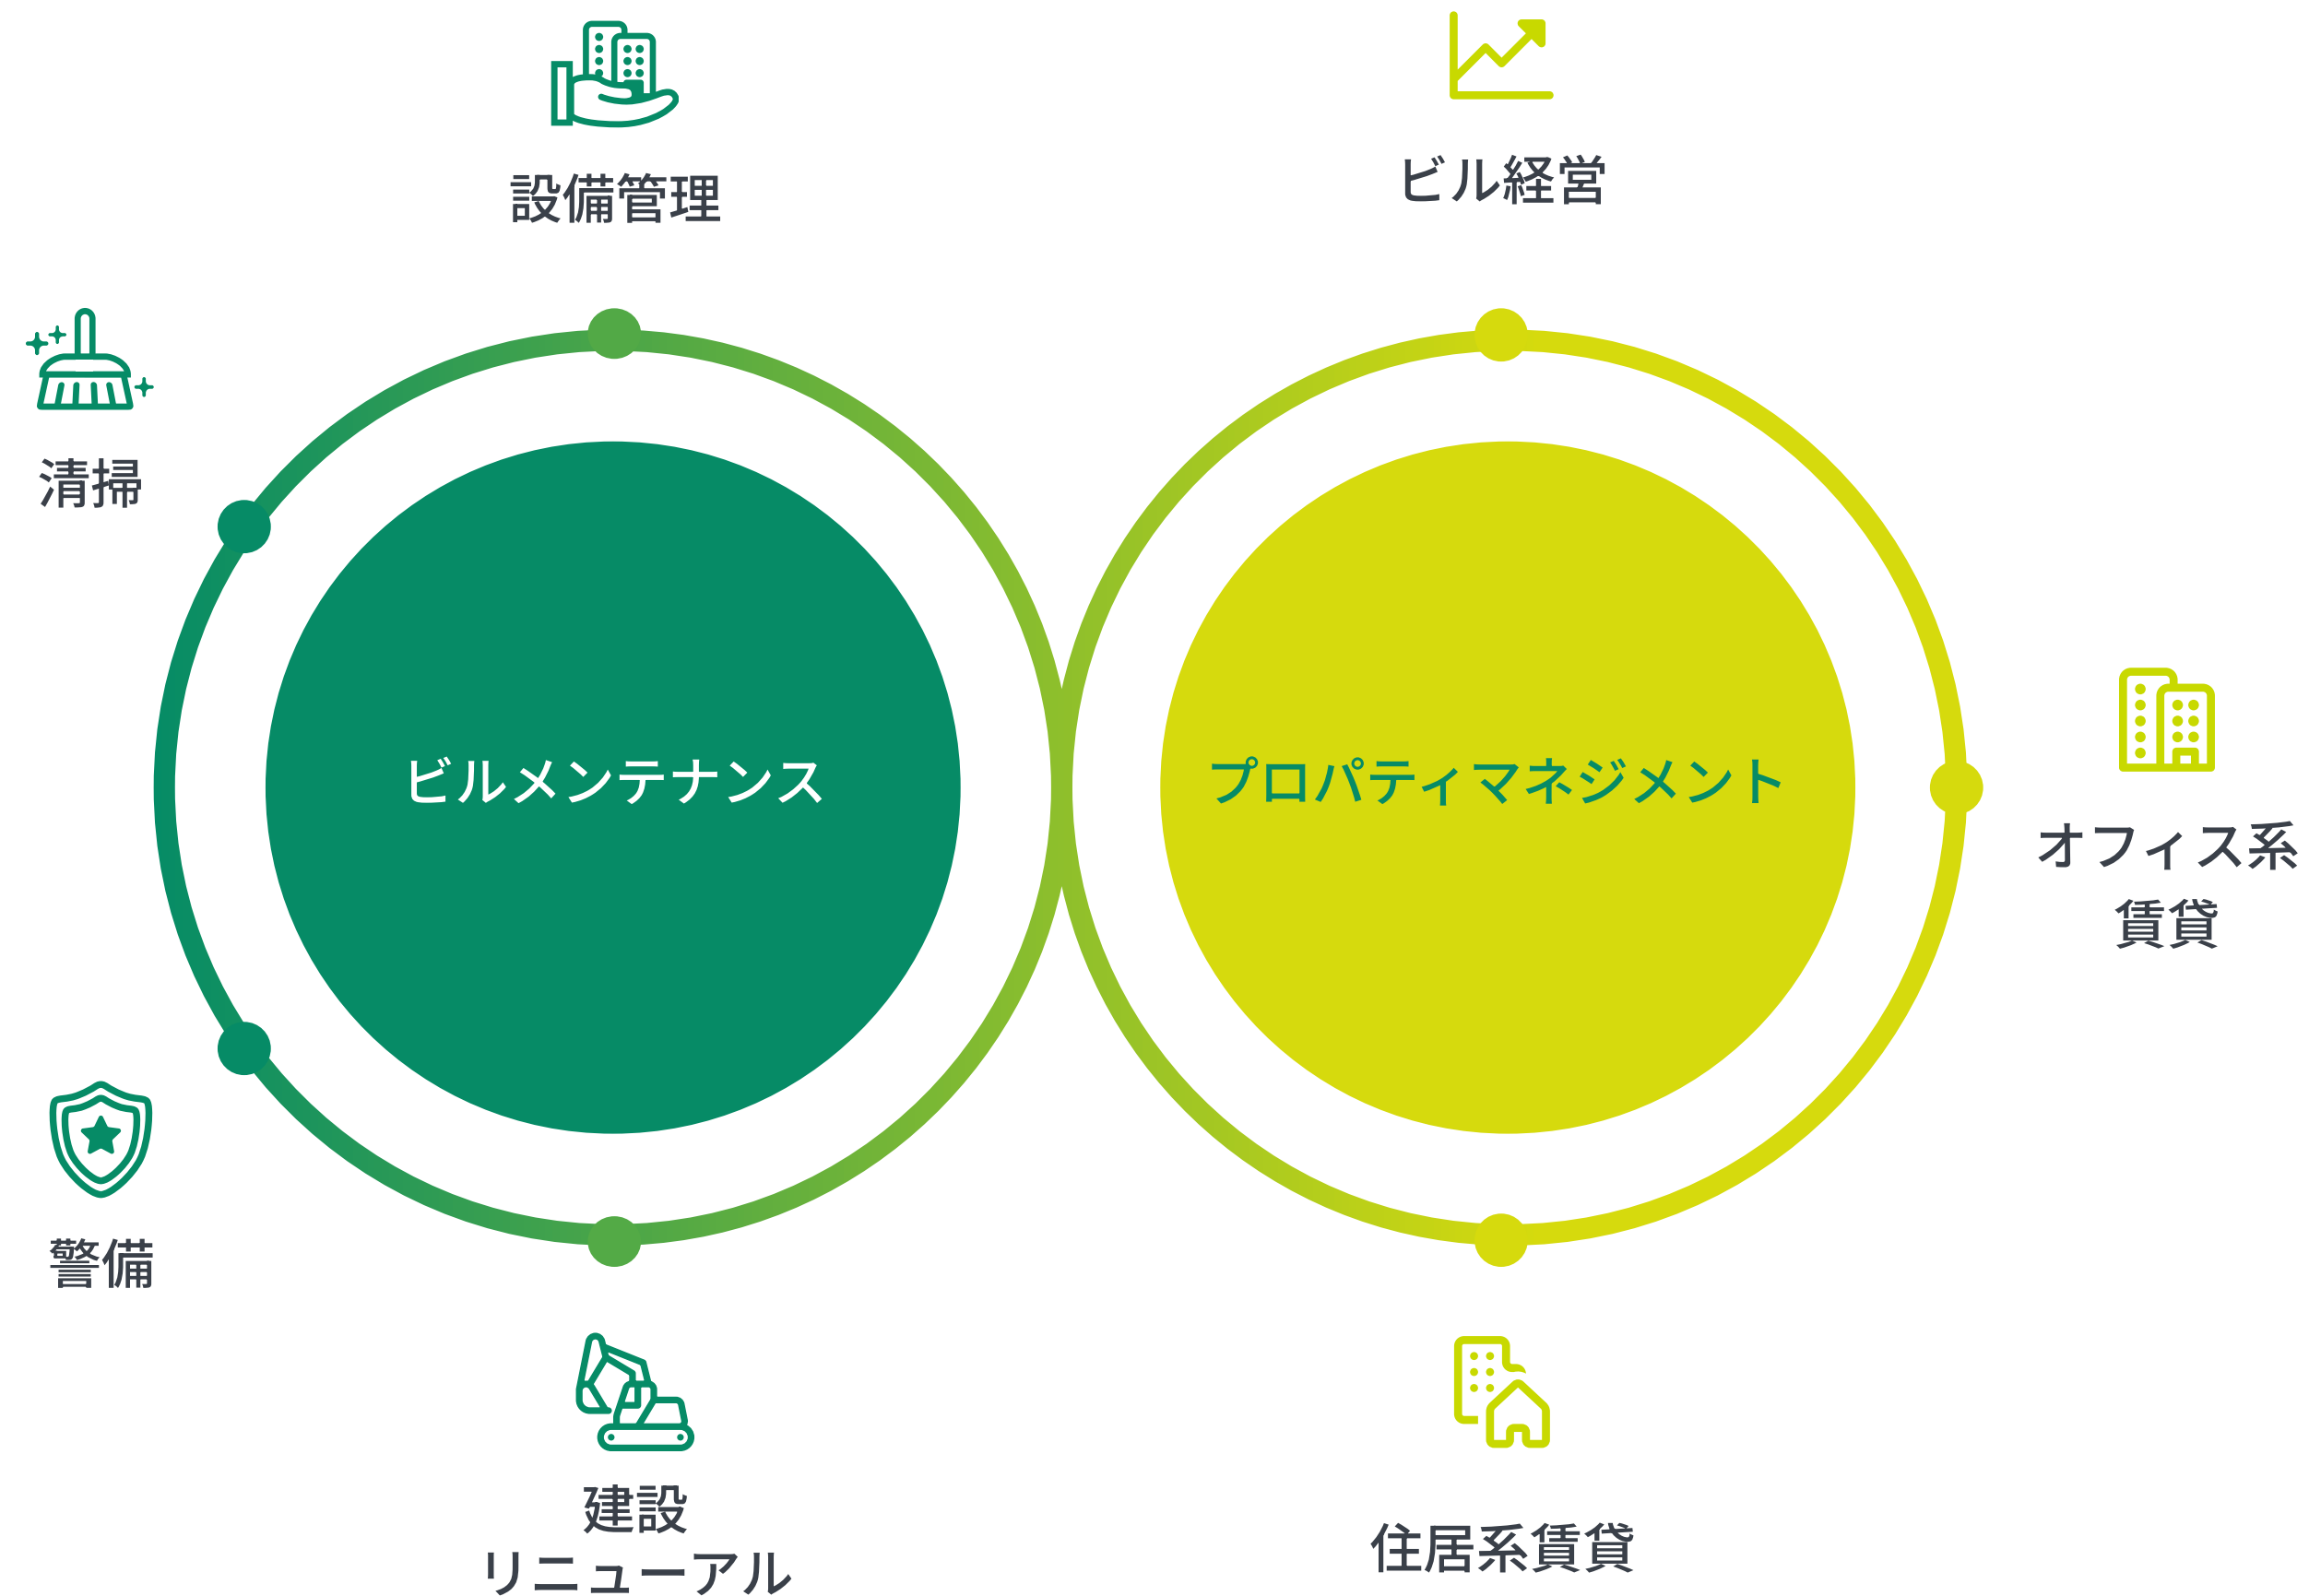 設備管理
ビル経営
清掃
ビルメンテナンス
プロパティマネジメント
オフィス系
賃貸
警備
建設
リニューアル
住居系賃貸